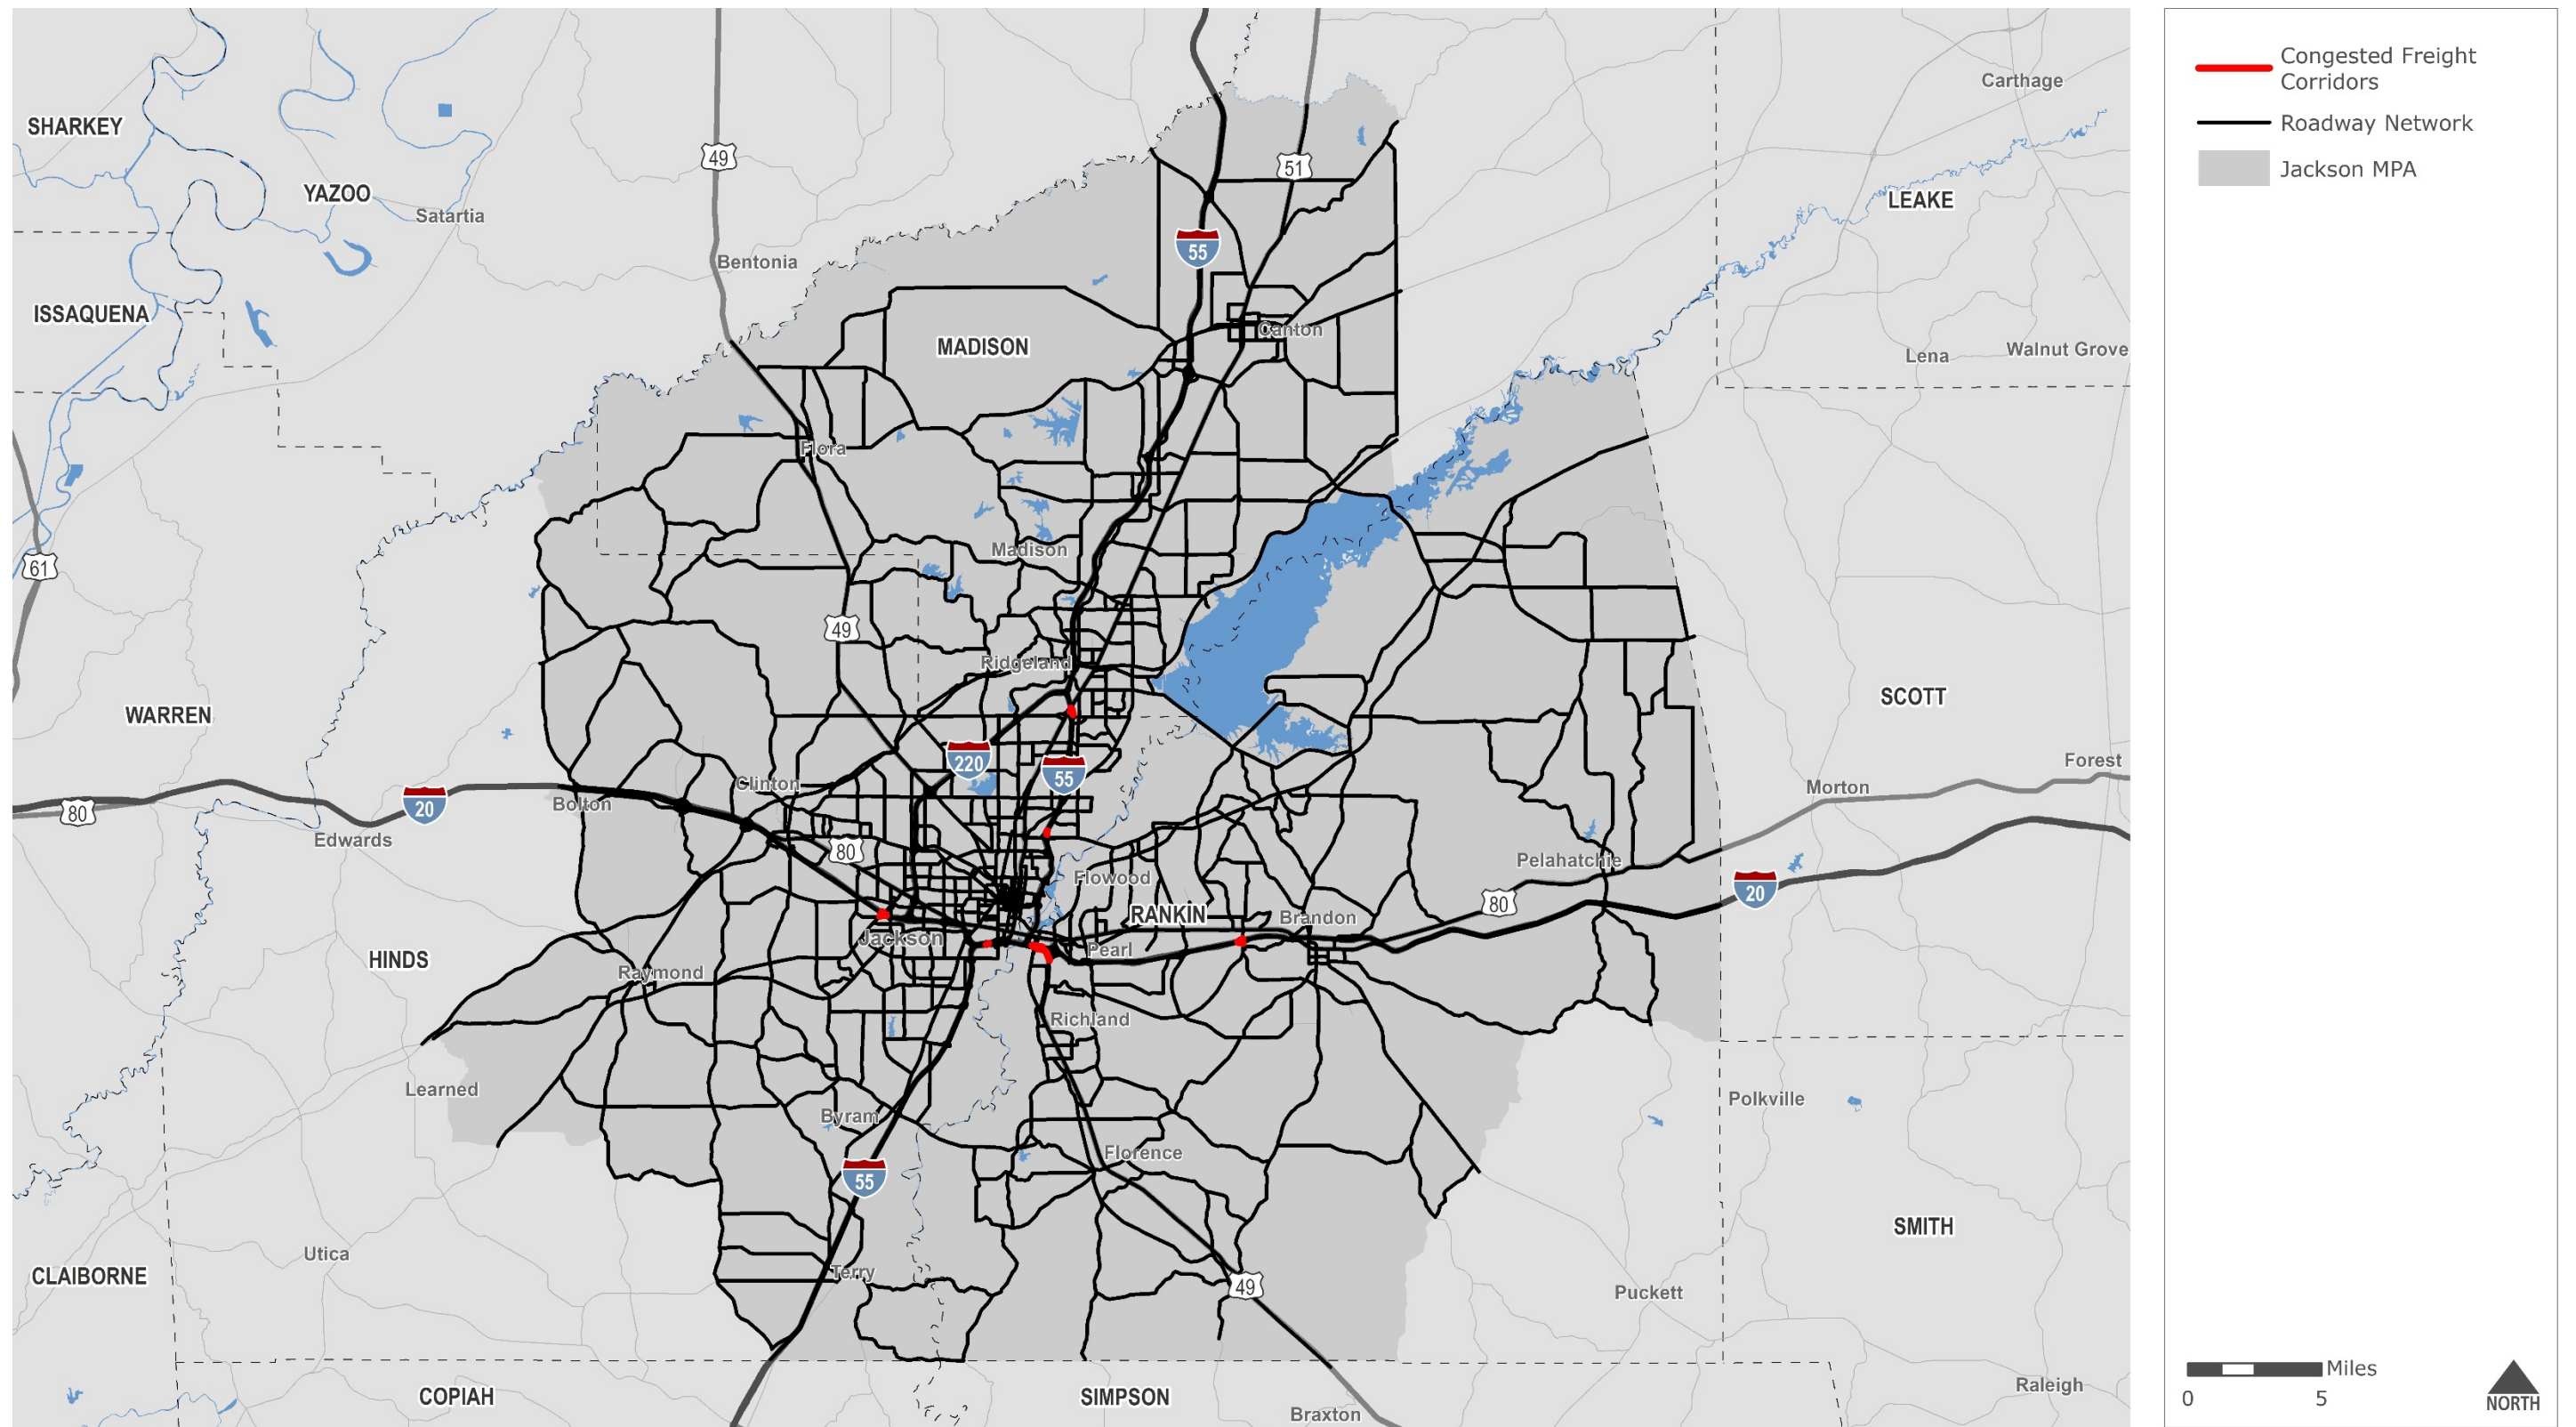 Carthage
SHARKEY
49
51
YAZOO
LEAKE
Satartia
55
Bentonia
ISSAQUENA
Canton
MADISON
Lena
Walnut Grove
Flora
Madison
61
49
Ridgeland
SCOTT
WARREN
220
55
Forest
Clinton
Morton
20
Bolton
80
Edwards
80
Pelahatchie
Flowood
20
80
RANKIN
Brandon
Jackson
Pearl
HINDS
Raymond
Richland
Learned
Polkville
Byram
Florence
55
SMITH
Utica
Terry
CLAIBORNE
49
Puckett
Raleigh
COPIAH
SIMPSON
Braxton
Congested Freight
Corridors
Roadway Network
Jackson MPA
Miles
0
5
NORTH